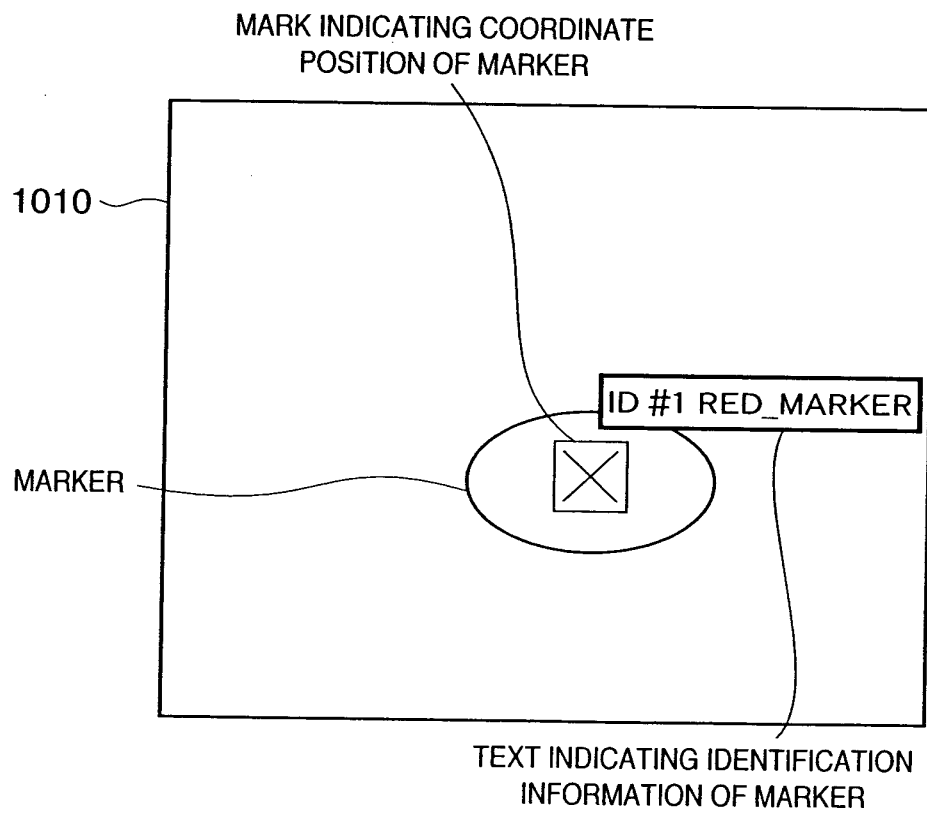 MARK INDICATING COORDINATE
POSITION OF MARKER
1010
ID #1 RED_MARKER
MARKER
TEXT INDICATING IDENTIFICATION
INFORMATION OF MARKER